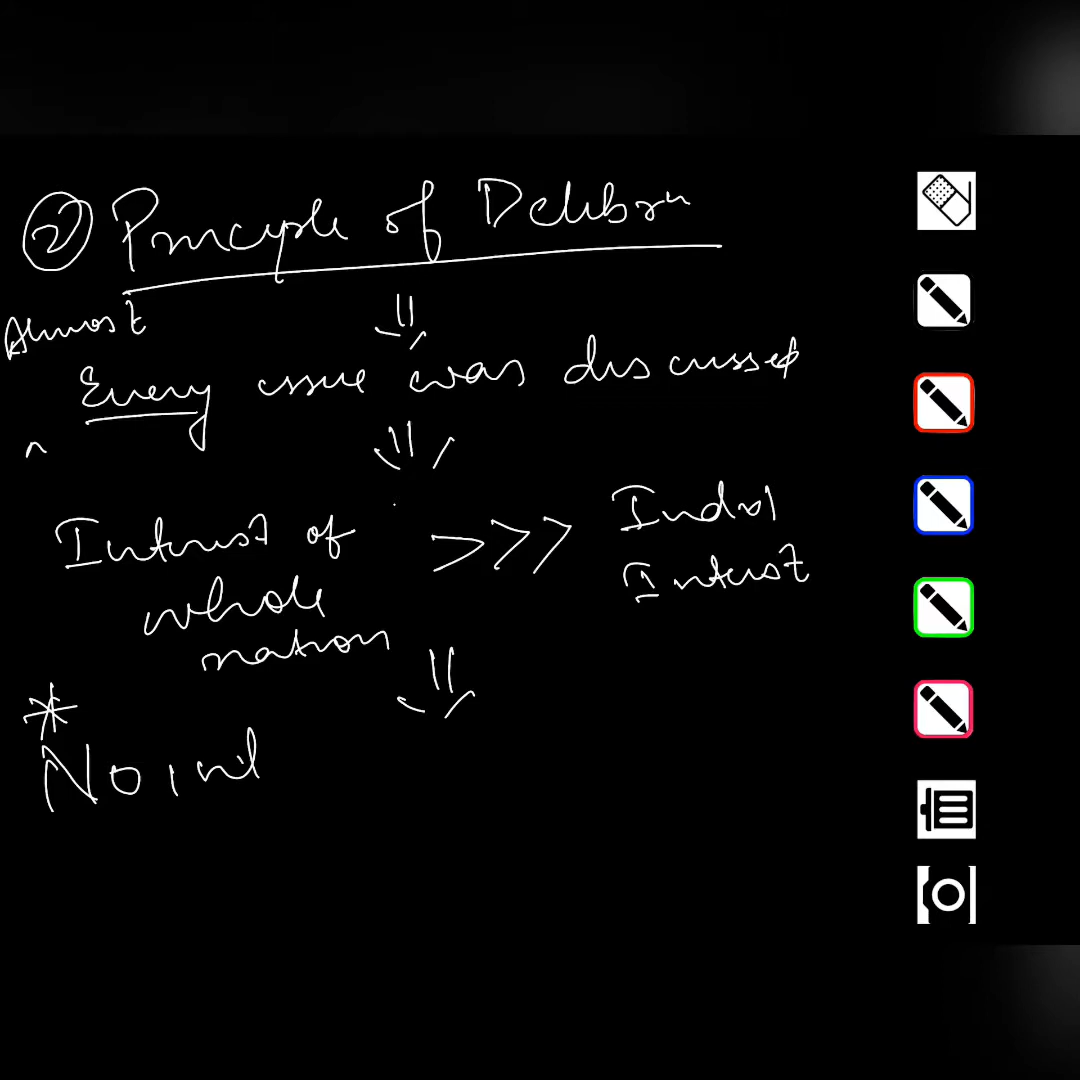 ② Principle of Delibrn
Almost
Every issue was discussed
^
Interest of >>> Indvl
whole Interest
nation
*
No ind